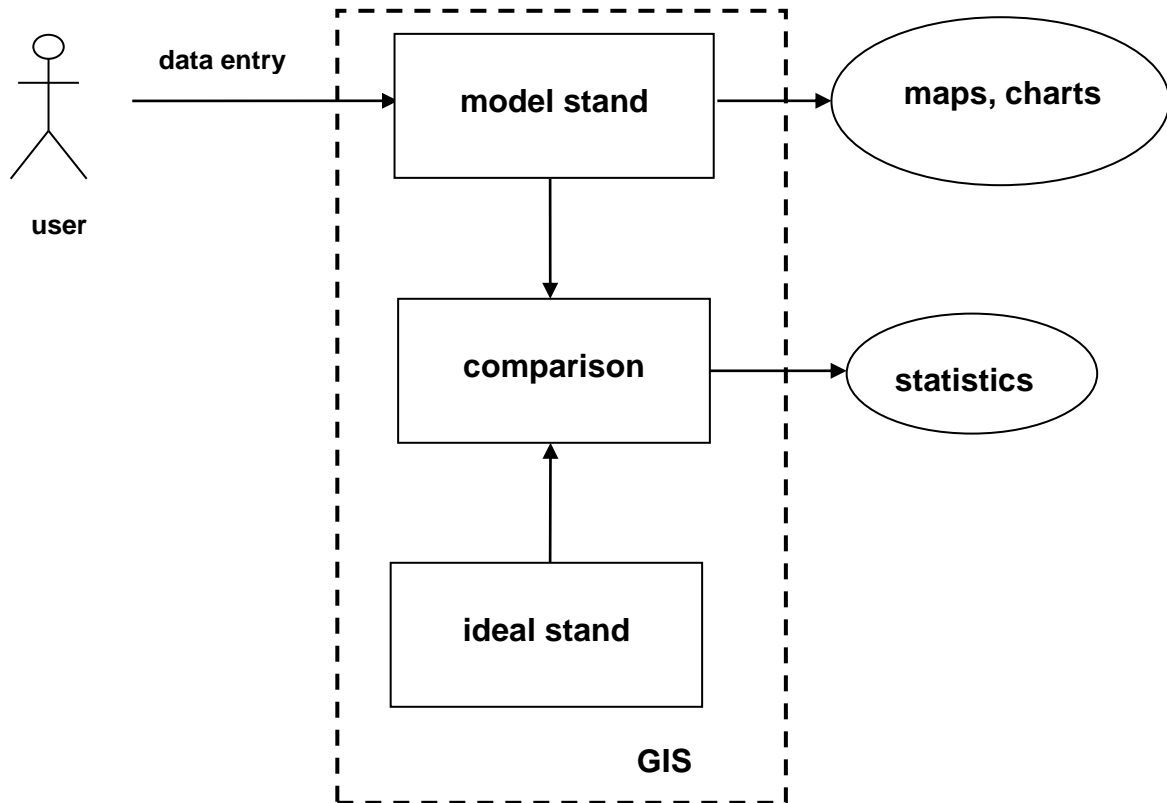 data entry
model stand
maps, charts
user
comparison
statistics
ideal stand
GIS